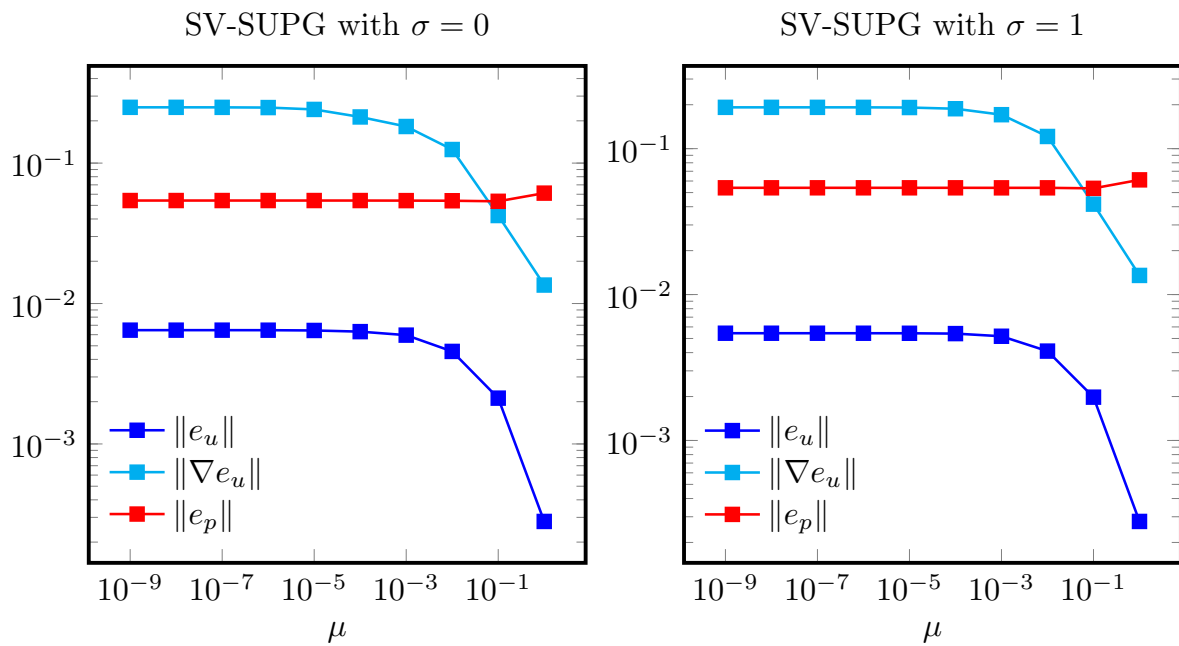 SV-SUPG with σ = 0
10⁻¹
10⁻²
10⁻³
‖e_u‖
‖∇e_u‖
‖e_p‖
10⁻⁹ 10⁻⁷ 10⁻⁵ 10⁻³ 10⁻¹
μ
SV-SUPG with σ = 1
10⁻¹
10⁻²
10⁻³
‖e_u‖
‖∇e_u‖
‖e_p‖
10⁻⁹ 10⁻⁷ 10⁻⁵ 10⁻³ 10⁻¹
μ